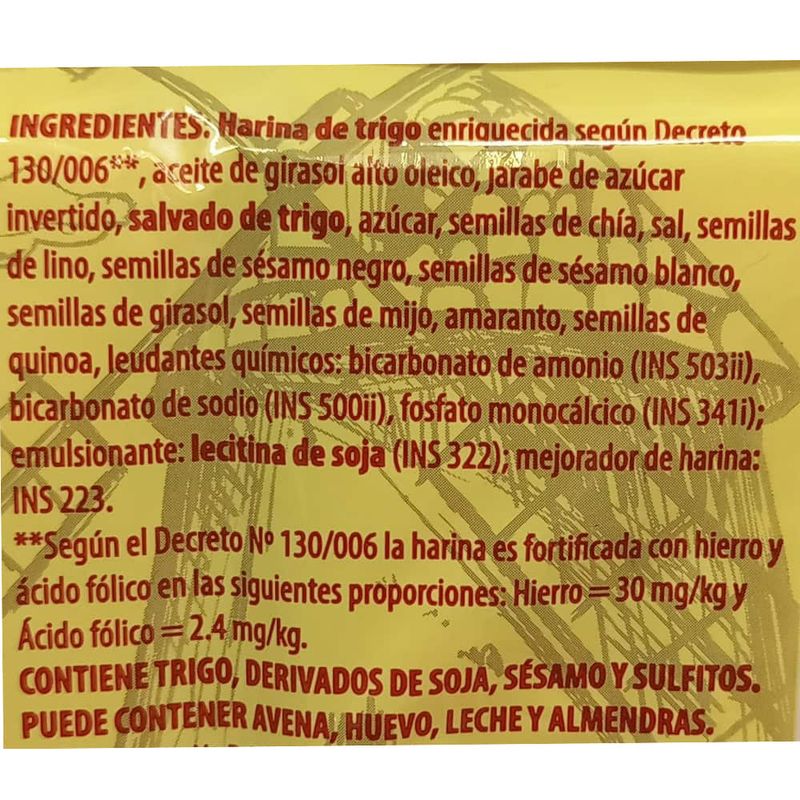 INGREDIENTES: Harina de trigo enriquecida según Decreto
130/006**, aceite de girasol alto oleico, jarabe de azúcar
invertido, salvado de trigo, azúcar, semillas de chía, sal, semillas
de lino, semillas de sésamo negro, semillas de sésamo blanco,
semillas de girasol, semillas de mijo, amaranto, semillas de
quinoa, leudantes químicos: bicarbonato de amonio (INS 503ii),
bicarbonato de sodio (INS 500ii), fosfato monocálcico (INS 341i);
emulsionante: lecitina de soja (INS 322); mejorador de harina:
INS 223.
**Según el Decreto Nº 130/006 la harina es fortificada con hierro y
ácido fólico en las siguientes proporciones: Hierro = 30 mg/kg y
Ácido fólico = 2.4 mg/kg.
CONTIENE TRIGO, DERIVADOS DE SOJA, SÉSAMO Y SULFITOS.
PUEDE CONTENER AVENA, HUEVO, LECHE Y ALMENDRAS.